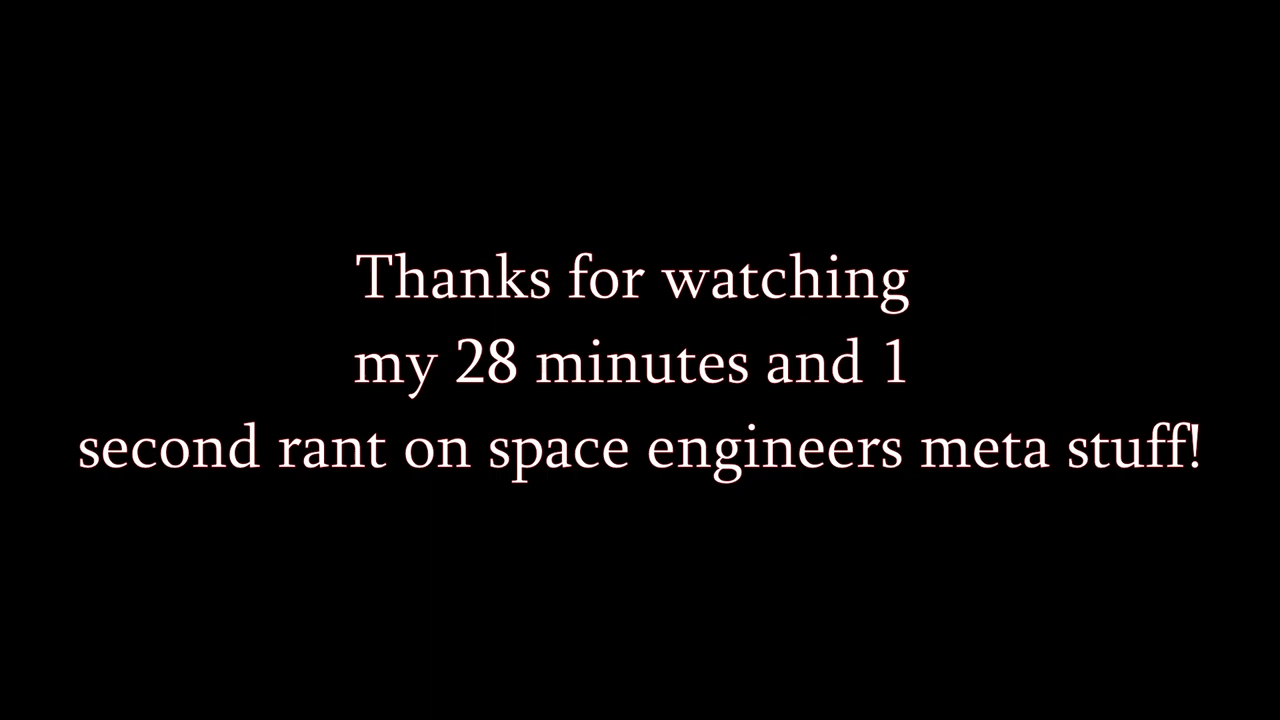 Thanks for watching
my 28 minutes and 1
second rant on space engineers meta stuff!